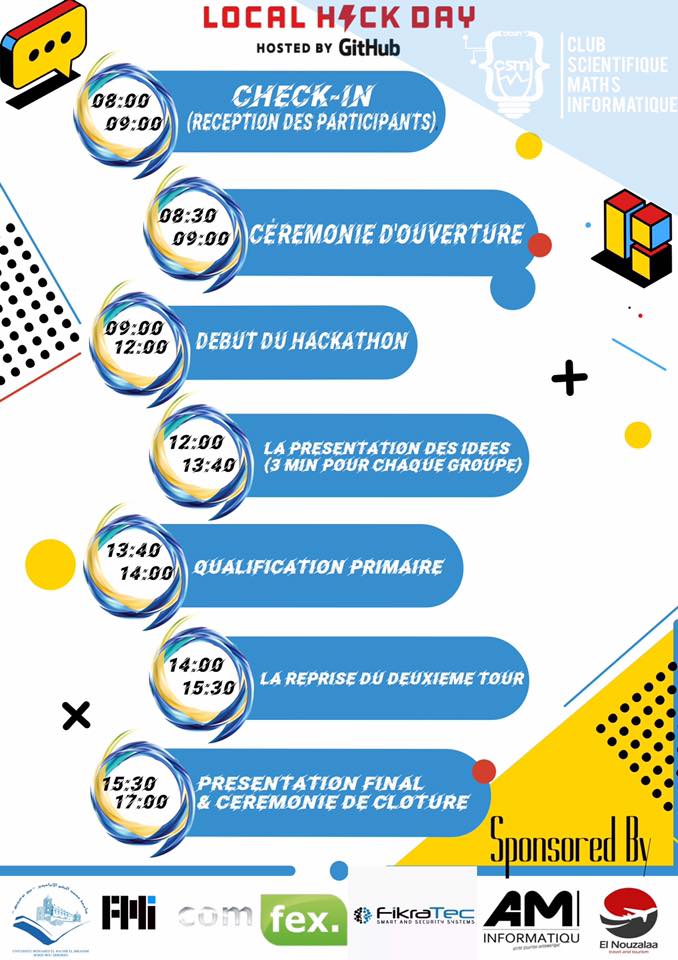 LOCAL HACK DAY
HOSTED BY GitHub
csmi
CLUB
SCIENTIFIQUE
MATHS
INFORMATIQUE
08:00
09:00
CHECK-IN
(RECEPTION DES PARTICIPANTS)
08:30
09:00
CÉREMONIE D'OUVERTURE
09:00
12:00
DEBUT DU HACKATHON
12:00
13:40
LA PRESENTATION DES IDEES
(3 MIN POUR CHAQUE GROUPE)
13:40
14:00
QUALIFICATION PRIMAIRE
14:00
15:30
LA REPRISE DU DEUXIEME TOUR
15:30
17:00
PRESENTATION FINAL
& CEREMONIE DE CLOTURE
Sponsored By
FMI
com
fex.
FikraTec
SMART AND SECURITY SYSTEMS
AM
INFORMATIQU
El Nouzalaa
travel and tourism